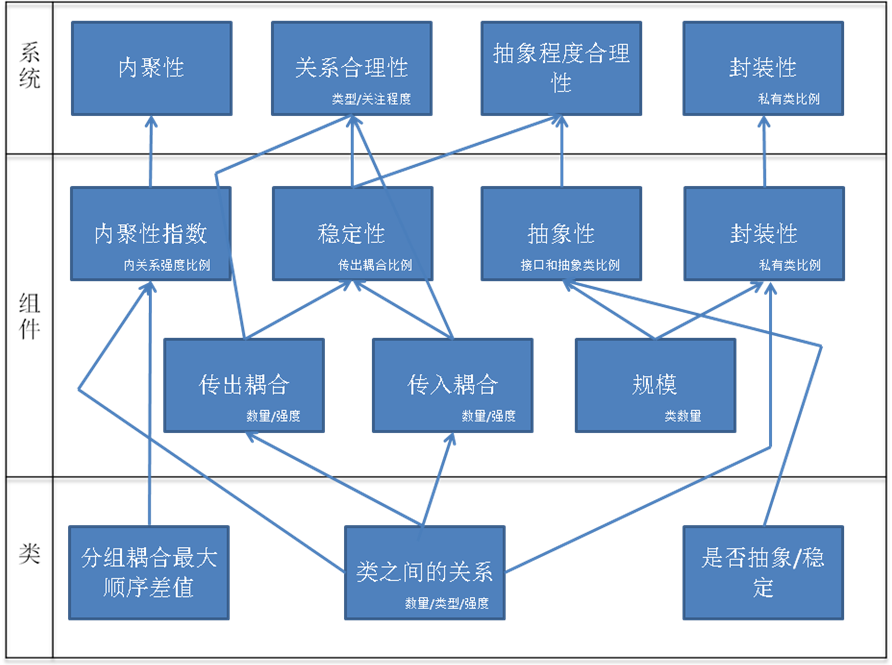 系
统
内聚性
关系合理性
类型/关注程度
抽象程度合理
性
封装性
私有类比例
组
件
内聚性指数
内关系强度比例
稳定性
传出耦合比例
抽象性
接口和抽象类比例
封装性
私有类比例
传出耦合
数量/强度
传入耦合
数量/强度
规模
类数量
类
分组耦合最大
顺序差值
类之间的关系
数量/类型/强度
是否抽象/稳
定